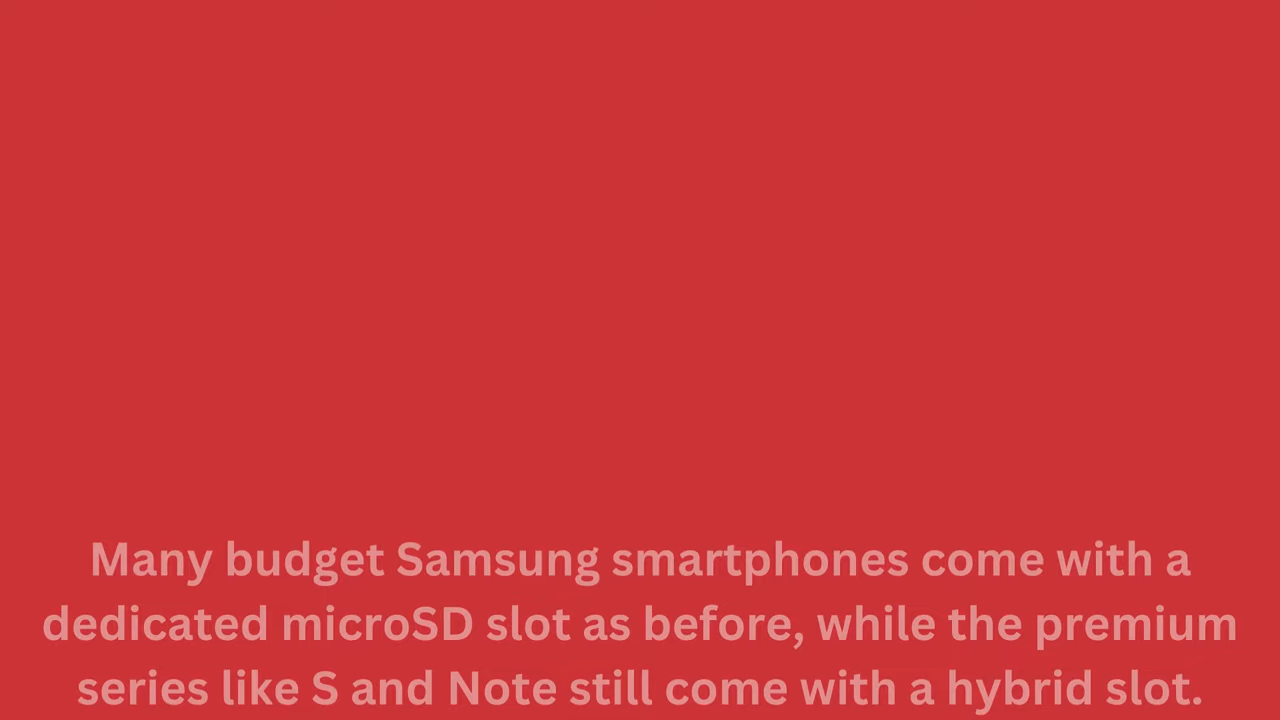 Many budget Samsung smartphones come with a
dedicated microSD slot as before, while the premium
series like S and Note still come with a hybrid slot.